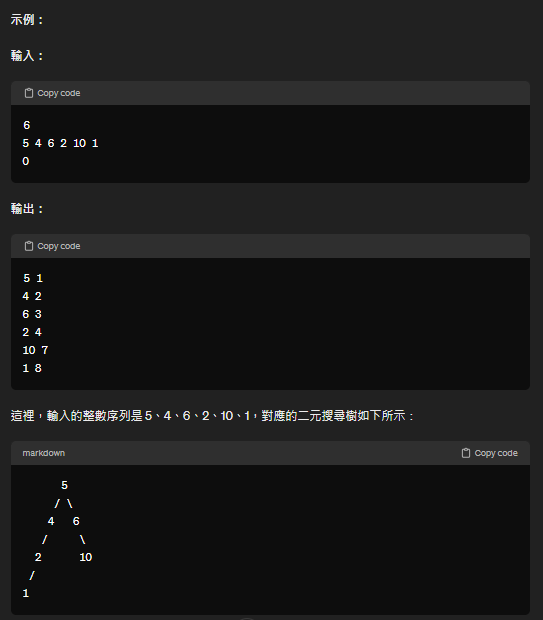 示例：
輸入：
Copy code
6
5 4 6 2 10 1
0
輸出：
Copy code
5 1
4 2
6 3
2 4
10 7
1 8
這裡，輸入的整數序列是 5、4、6、2、10、1，對應的二元搜尋樹如下所示：
markdown Copy code
       5
      / \
     4   6
    /     \
   2      10
  /
1